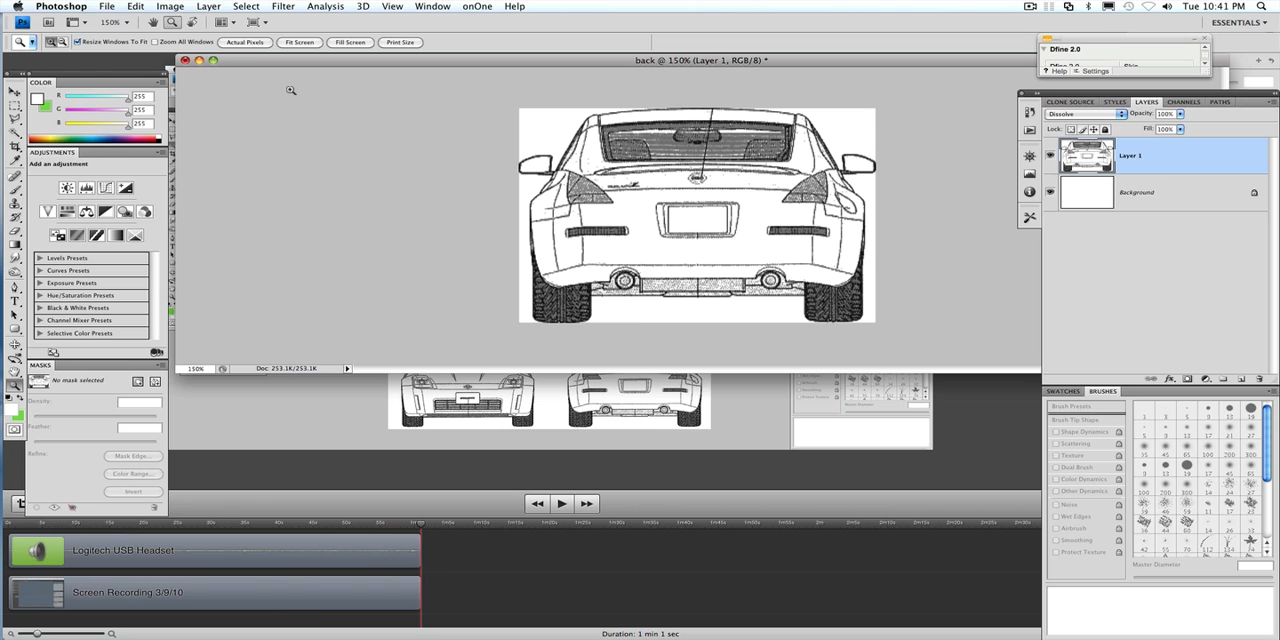 Photoshop File Edit Image Layer Select Filter Analysis 3D View Window onOne Help Tue 10:41 PM
Ps Br 150% ESSENTIALS
Resize Windows To Fit Zoom All Windows Actual Pixels Fit Screen Fill Screen Print Size
Dfine 2.0
Dfine 2.0 Skin
? Help Settings
back @ 150% (Layer 1, RGB/8) *
COLOR
R 255
G 255
B 255
ADJUSTMENTS
Add an adjustment
Levels Presets
Curves Presets
Exposure Presets
Hue/Saturation Presets
Black & White Presets
Channel Mixer Presets
Selective Color Presets
MASKS
No mask selected
Density:
Feather:
Refine: Mask Edge...
Color Range...
Invert
150% Doc: 253.1K/253.1K
CLONE SOURCE STYLES LAYERS CHANNELS PATHS
Dissolve Opacity: 100%
Lock: Fill: 100%
Layer 1
Background
SWATCHES BRUSHES
Brush Presets
Brush Tip Shape
Shape Dynamics
Scattering
Texture
Dual Brush
Color Dynamics
Other Dynamics
Noise
Wet Edges
Airbrush
Smoothing
Protect Texture
Master Diameter
Logitech USB Headset
Screen Recording 3/9/10
Duration: 1 min 1 sec